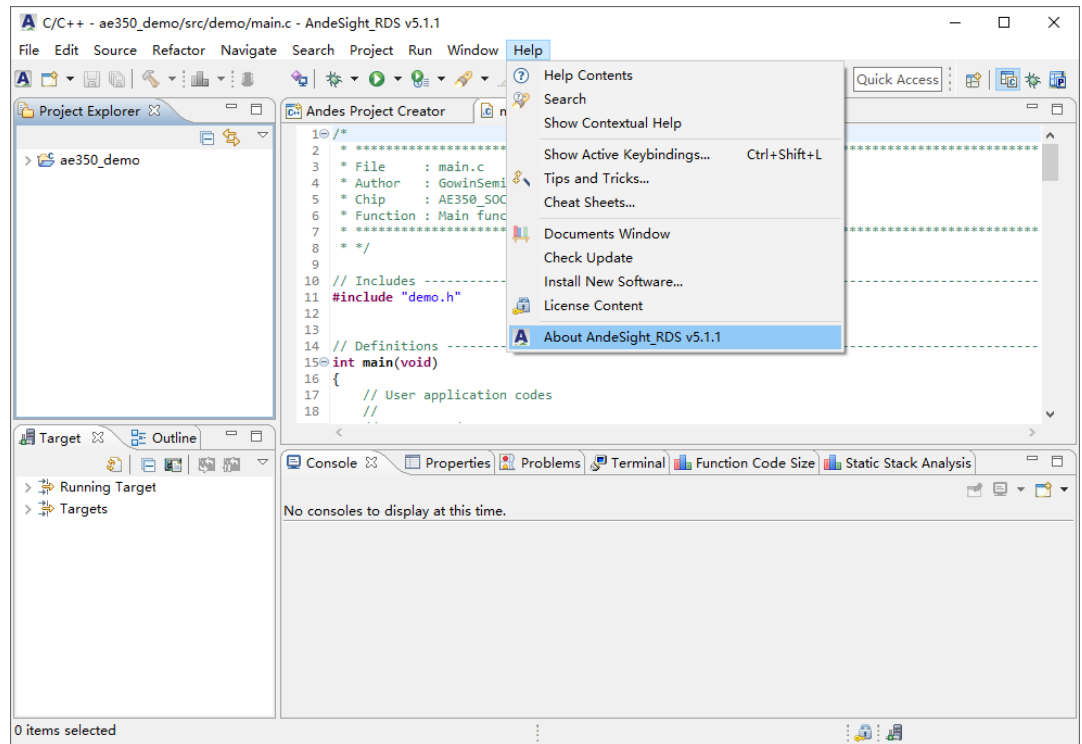 C/C++ - ae350_demo/src/demo/main.c - AndeSight_RDS v5.1.1
File Edit Source Refactor Navigate Search Project Run Window Help
Quick Access
Help Contents
Search
Show Contextual Help
Show Active Keybindings... Ctrl+Shift+L
Tips and Tricks...
Cheat Sheets...
Documents Window
Check Update
Install New Software...
License Content
About AndeSight_RDS v5.1.1
Project Explorer
ae350_demo
Andes Project Creator
1 /*
2 * ****************************************
3 * File : main.c
4 * Author : GowinSemi
5 * Chip : AE350_SOC
6 * Function : Main func
7 * ****************************************
8 * */
9
10 // Includes ----------------------------------------
11 #include "demo.h"
12
13
14 // Definitions ----------------------------------------
15 int main(void)
16 {
17 // User application codes
18 //
Target Outline
Running Target
Targets
Console Properties Problems Terminal Function Code Size Static Stack Analysis
No consoles to display at this time.
0 items selected